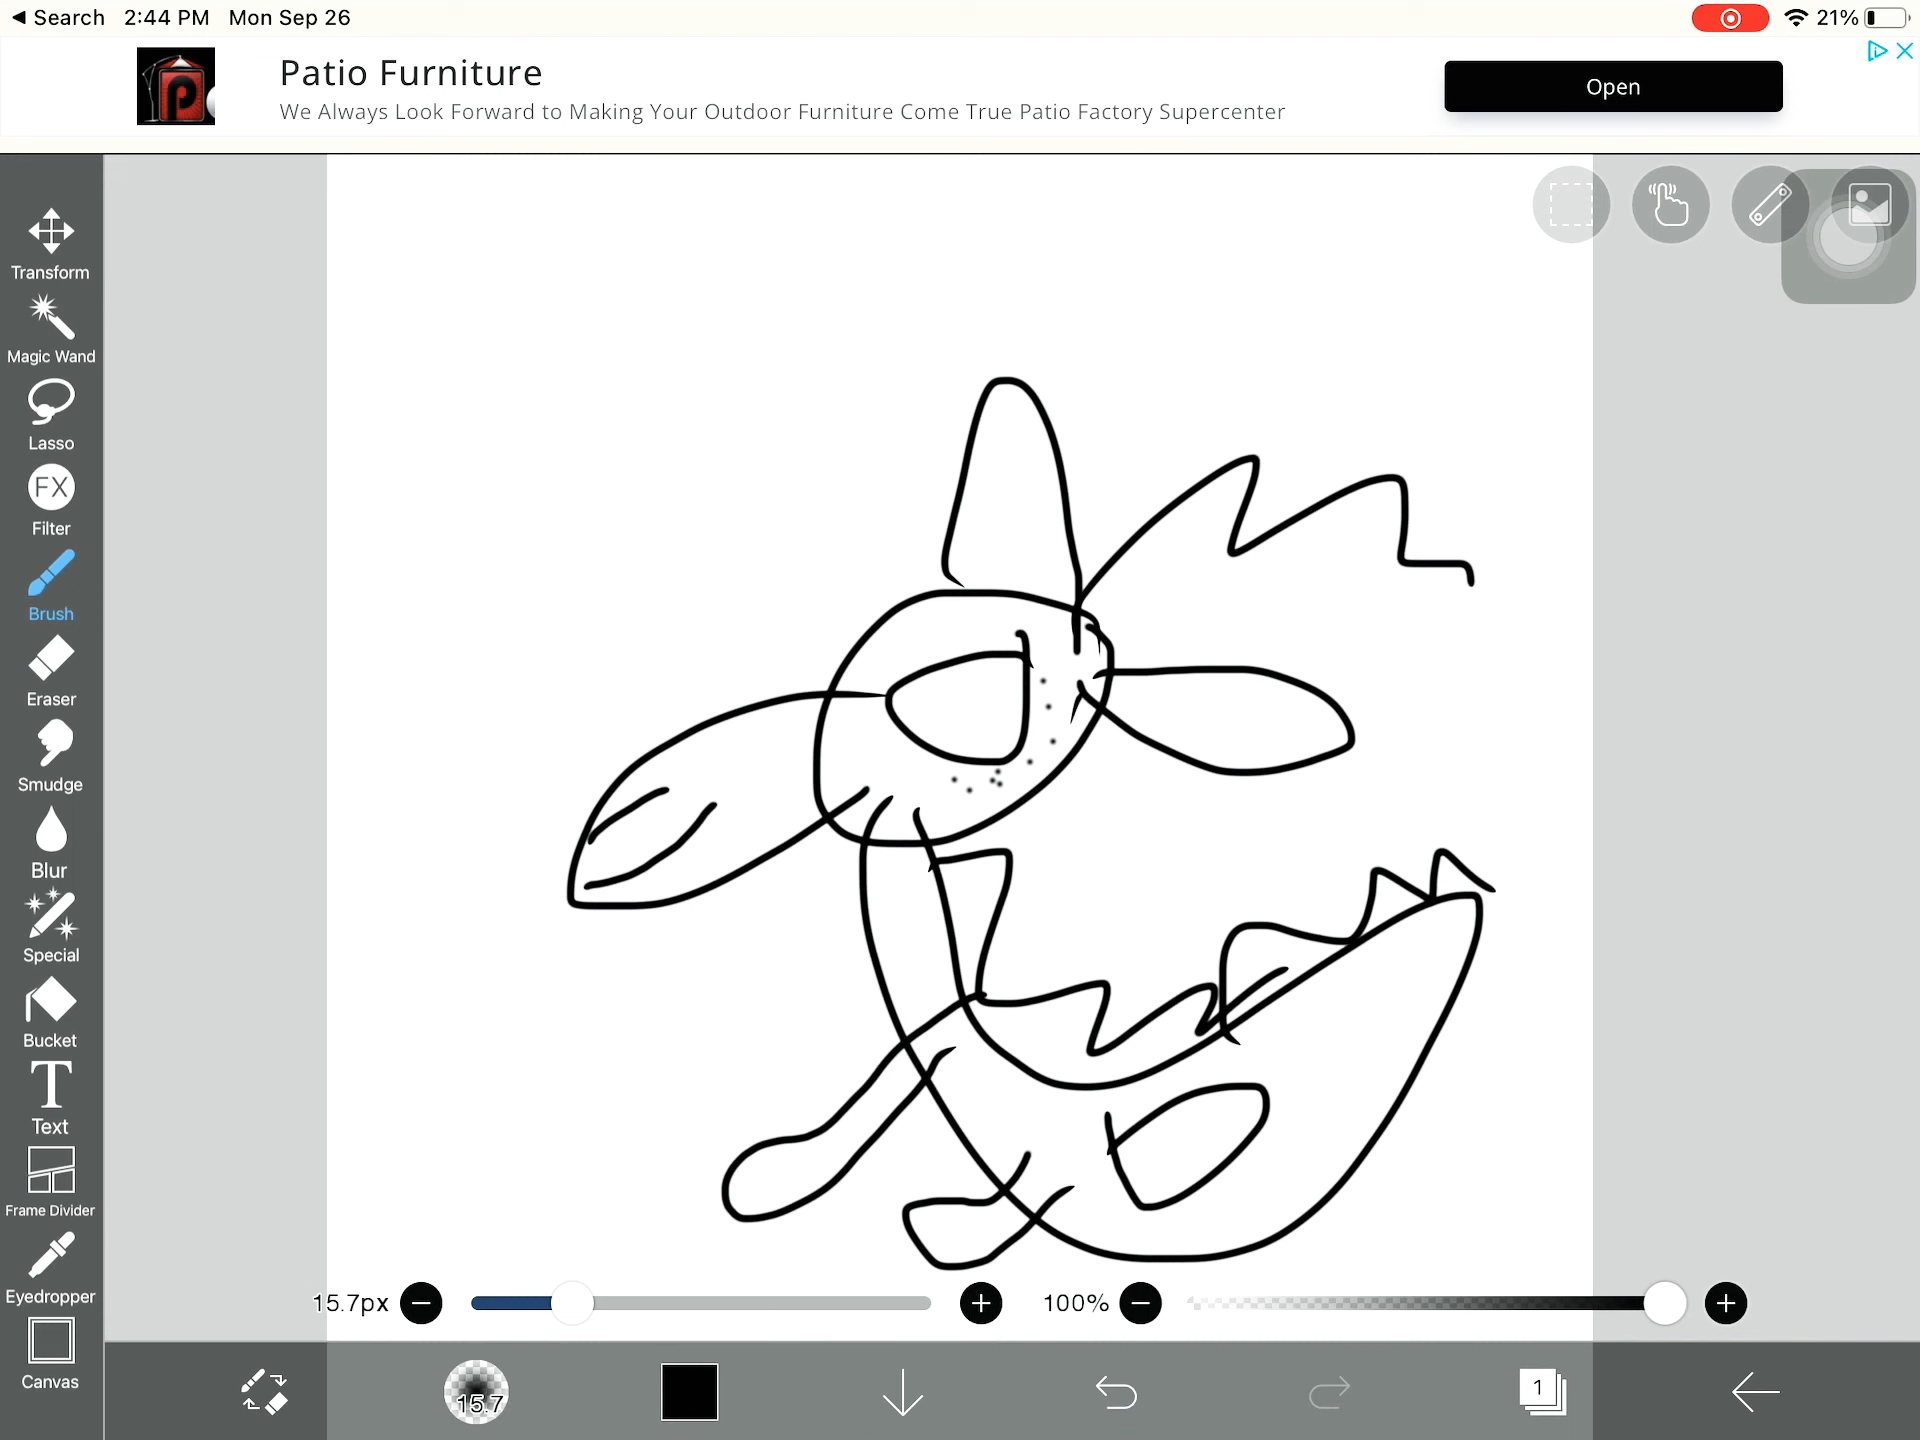 Search 2:44 PM Mon Sep 26 21%
Patio Furniture
We Always Look Forward to Making Your Outdoor Furniture Come True Patio Factory Supercenter
Open
P
Transform
Magic Wand
Lasso
FX
Filter
Brush
Eraser
Smudge
Blur
Special
Bucket
T
Text
Frame Divider
Eyedropper
Canvas
15.7px 100%
15.7 1